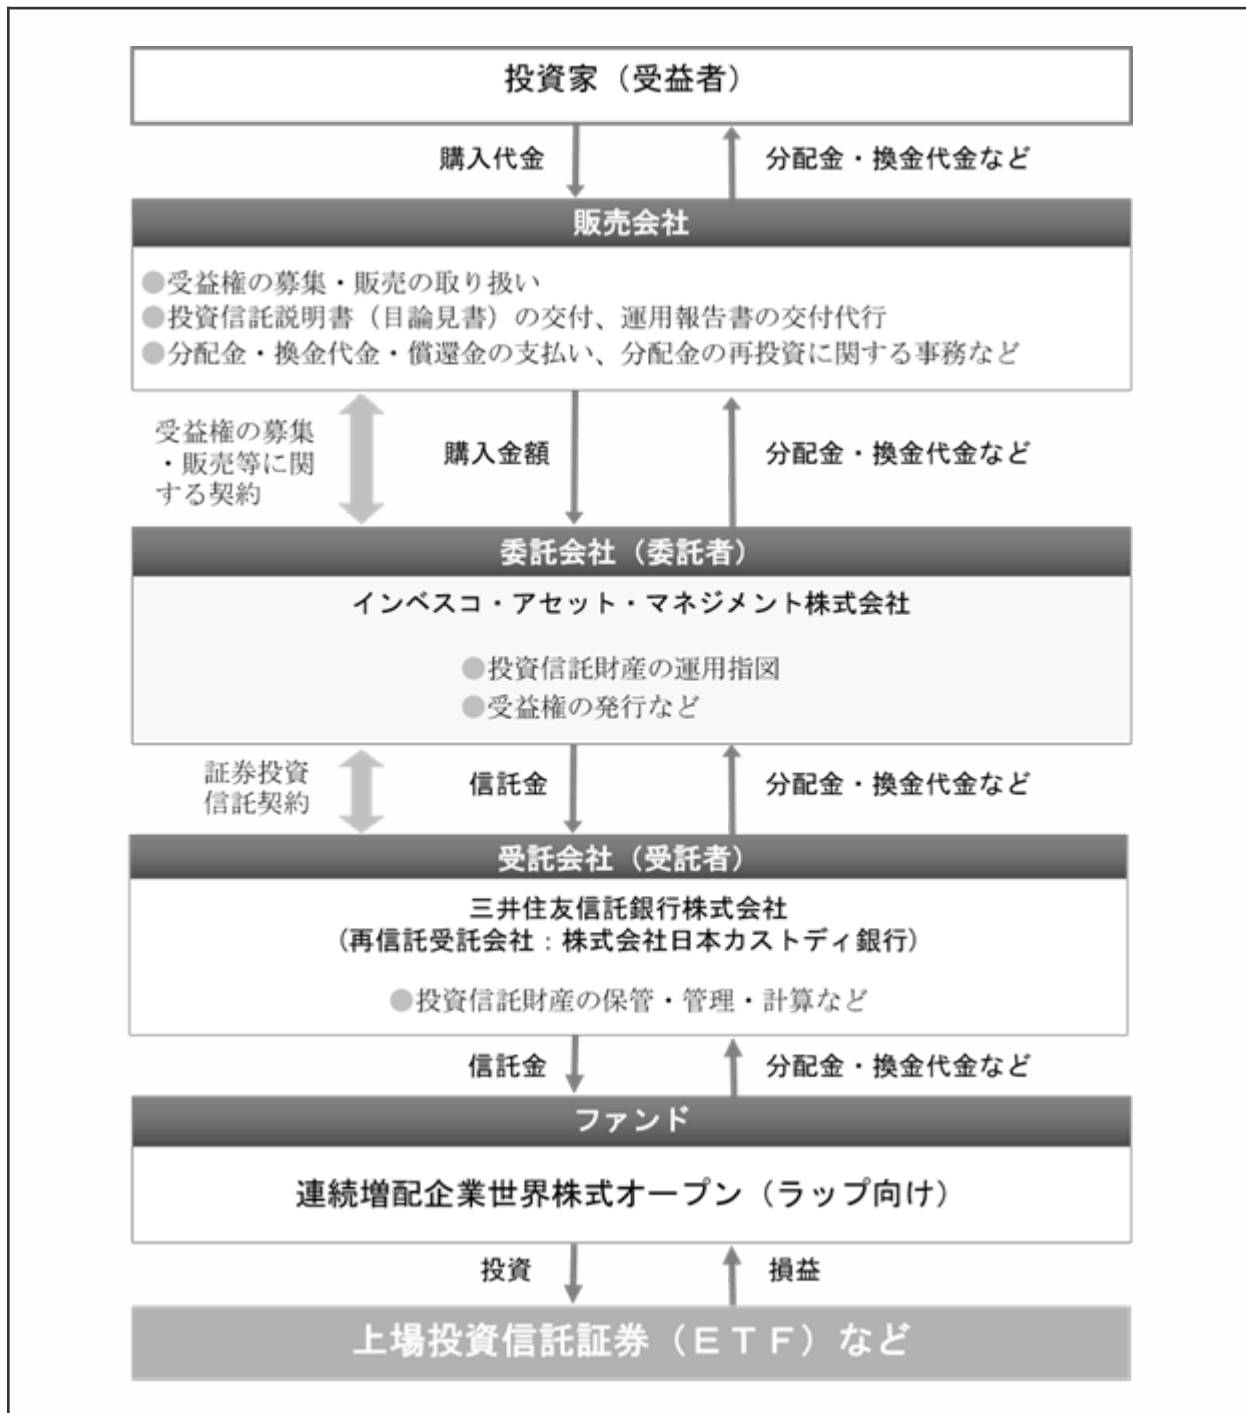 投資家（受益者）
購入代金
分配金・換金代金など
販売会社
●受益権の募集・販売の取り扱い
●投資信託説明書（目論見書）の交付、運用報告書の交付代行
●分配金・換金代金・償還金の支払い、分配金の再投資に関する事務など
受益権の募集
・販売等に関
する契約
購入金額
分配金・換金代金など
委託会社（委託者）
インベスコ・アセット・マネジメント株式会社
●投資信託財産の運用指図
●受益権の発行など
証券投資
信託契約
信託金
分配金・換金代金など
受託会社（受託者）
三井住友信託銀行株式会社
（再信託受託会社：株式会社日本カストディ銀行）
●投資信託財産の保管・管理・計算など
信託金
分配金・換金代金など
ファンド
連続増配企業世界株式オープン（ラップ向け）
投資
損益
上場投資信託証券（ＥＴＦ）など